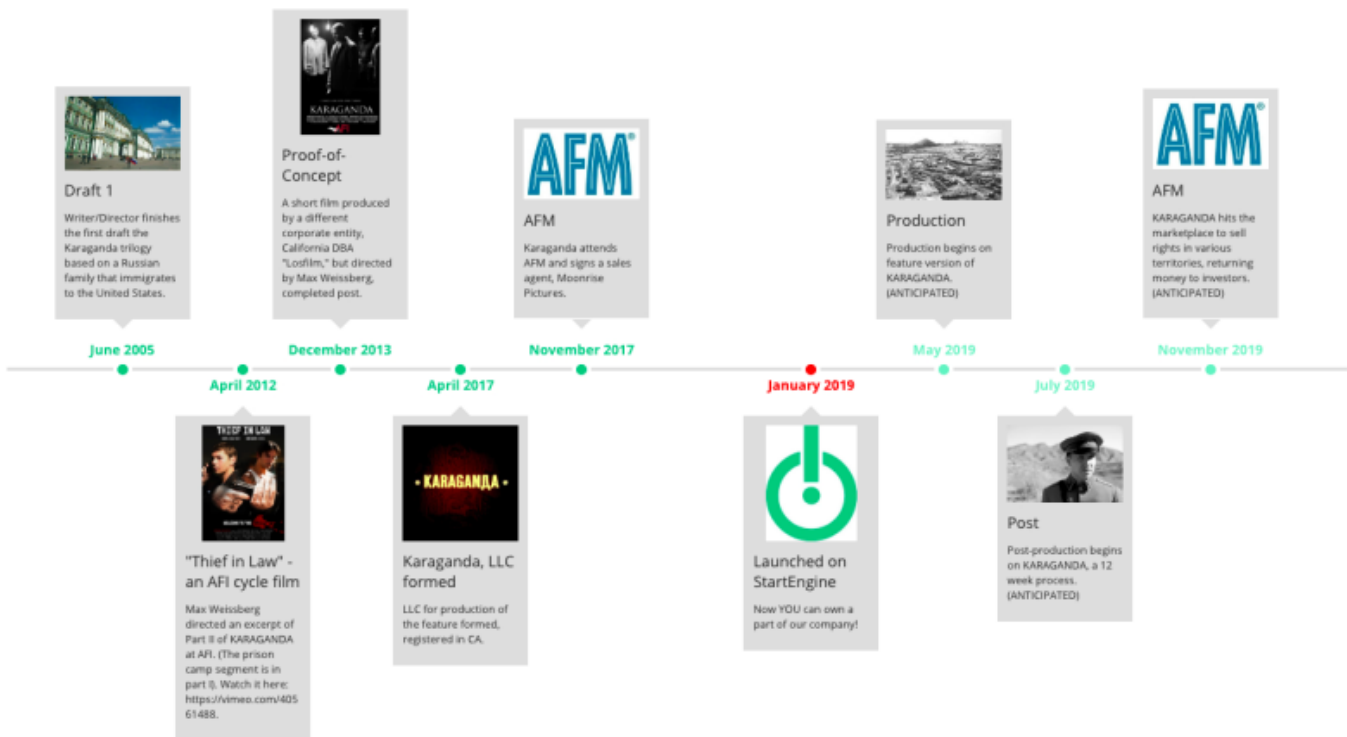 KARAGANDA
Proof-of-
Concept
A short film produced
by a different
corporate entity,
California DBA
"Losfilm," but directed
by Max Weissberg,
completed post.
Draft 1
Writer/Director finishes
the first draft the
Karaganda trilogy
based on a Russian
family that immigrates
to the United States.
AFM®
AFM
Karaganda attends
AFM and signs a sales
agent, Moonrise
Pictures.
Production
Production begins on
feature version of
KARAGANDA.
(ANTICIPATED)
AFM®
AFM
KARAGANDA hits the
marketplace to sell
rights in various
territories, returning
money to investors.
(ANTICIPATED)
June 2005
December 2013
November 2017
May 2019
November 2019
April 2012
April 2017
January 2019
July 2019
THIEF IN LAW
"Thief in Law" -
an AFI cycle film
Max Weissberg
directed an excerpt of
Part II of KARAGANDA
at AFI. (The prison
camp segment is in
part I). Watch it here:
https://vimeo.com/405
61488.
• KARAGANДA •
Karaganda, LLC
formed
LLC for production of
the feature formed,
registered in CA.
Launched on
StartEngine
Now YOU can own a
part of our company!
Post
Post-production begins
on KARAGANDA, a 12
week process.
(ANTICIPATED)